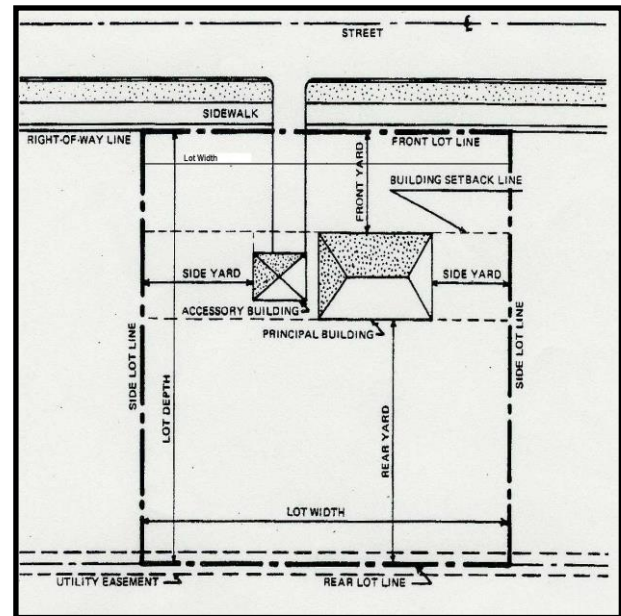 STREET
SIDEWALK
RIGHT-OF-WAY LINE
FRONT LOT LINE
Lot Width
FRONT YARD
BUILDING SETBACK LINE
SIDE YARD
SIDE YARD
ACCESSORY BUILDING
PRINCIPAL BUILDING
SIDE LOT LINE
LOT DEPTH
REAR YARD
SIDE LOT LINE
LOT WIDTH
UTILITY EASEMENT
REAR LOT LINE